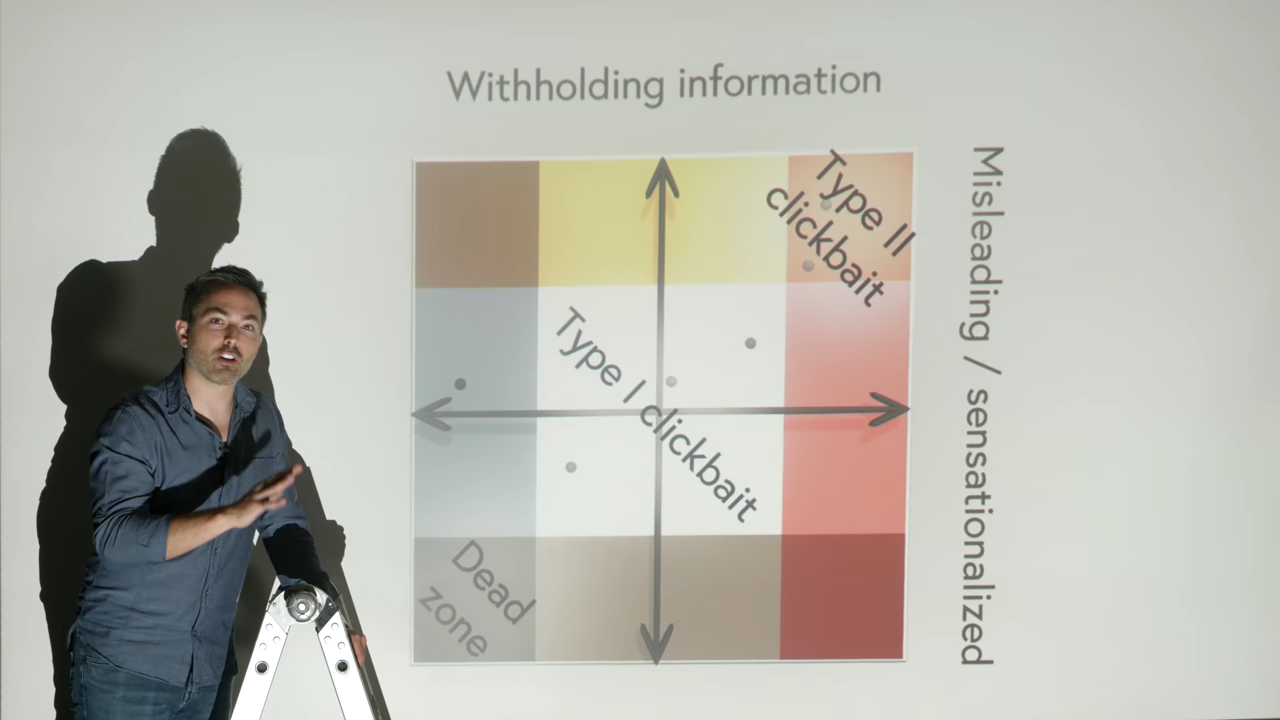 Withholding information
Type II
clickbait
Type I clickbait
Dead
zone
Misleading / sensationalized